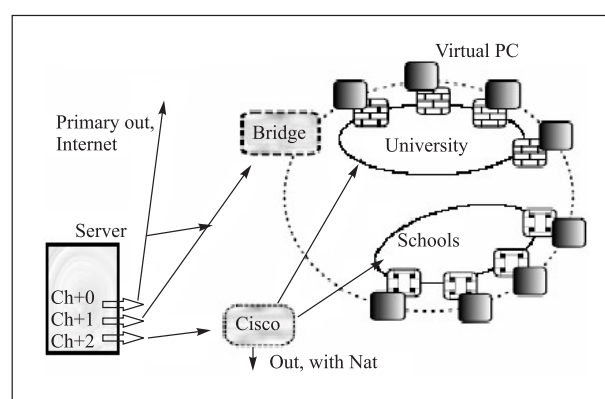 Virtual PC
Primary out,
Internet
Bridge
University
Server
Schools
Ch+0
Ch+1
Ch+2
Cisco
Out, with Nat